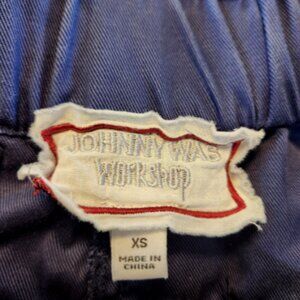 JOHNNY WAS
WORKSHOP
XS
MADE IN
CHINA